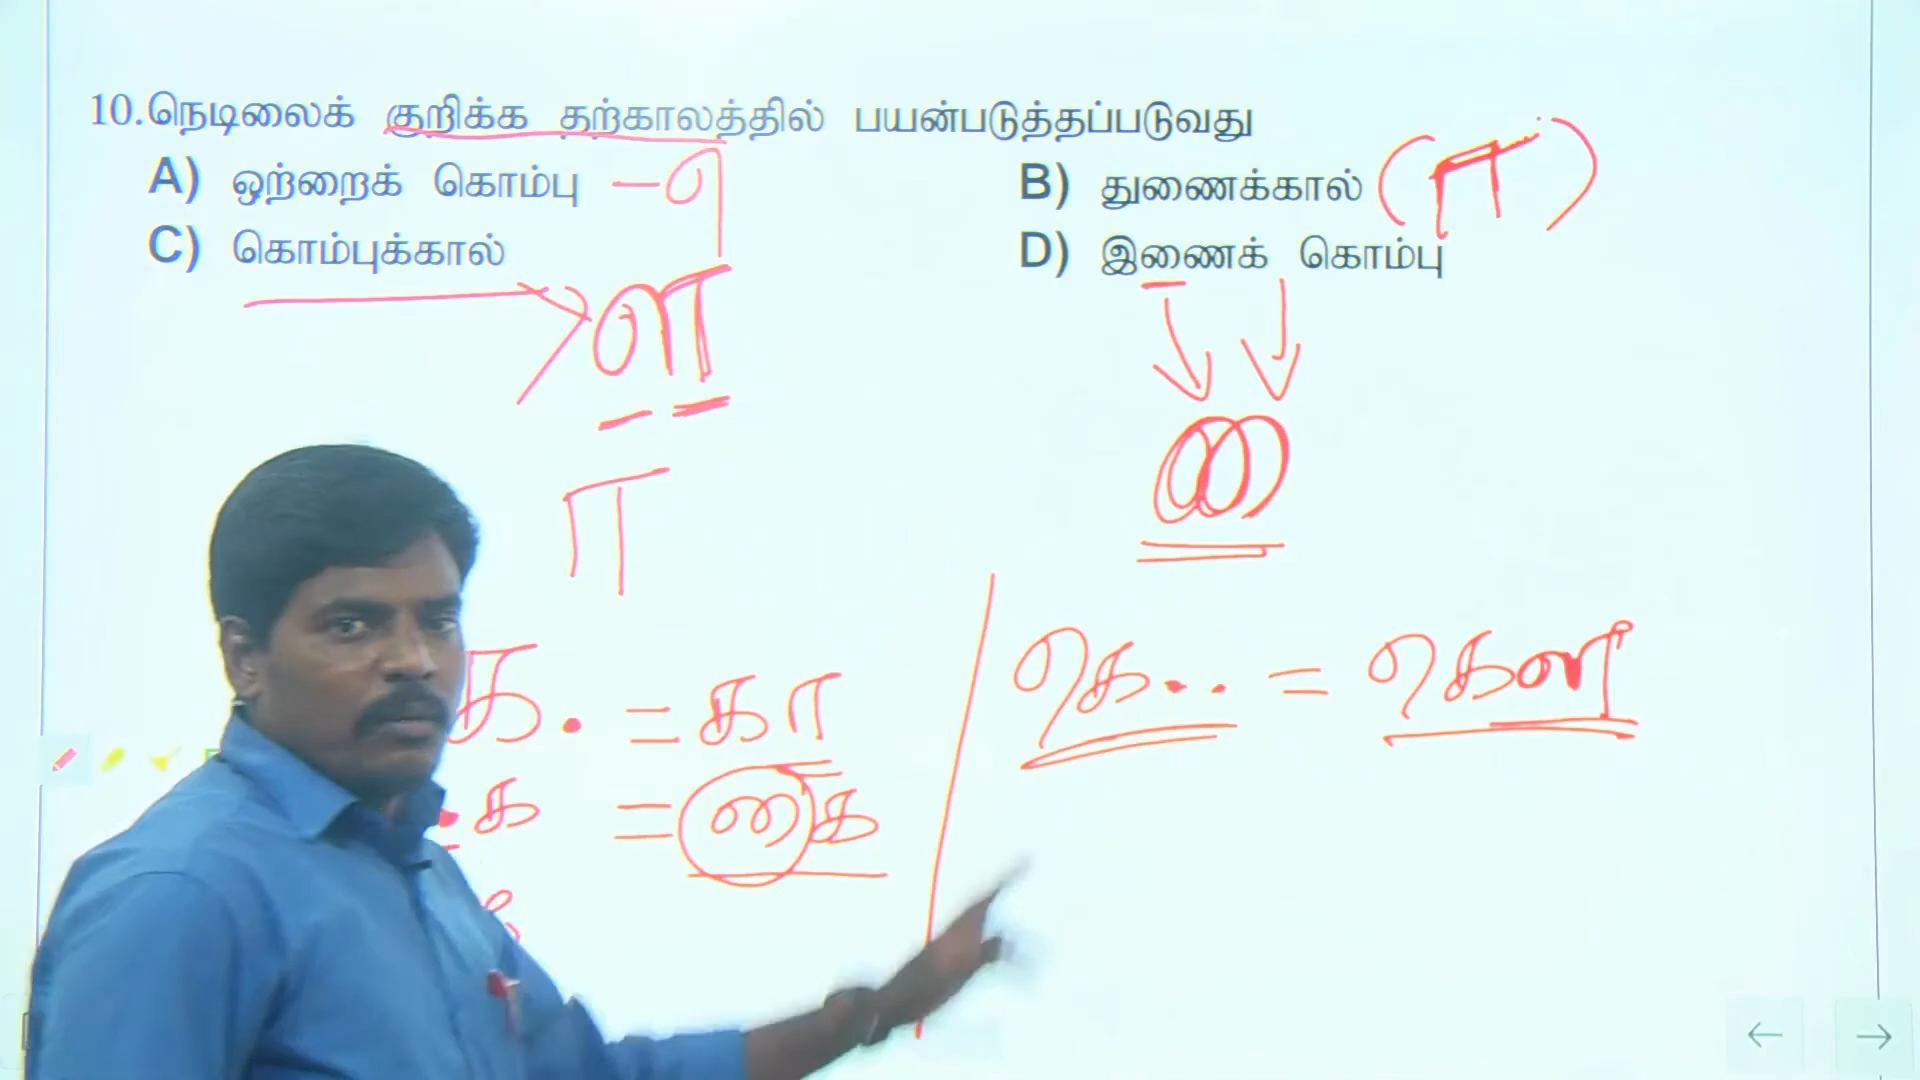 10.நெடிலைக் குறிக்க தற்காலத்தில் பயன்படுத்தப்படுவது
A) ஒற்றைக் கொம்பு - ெ
B) துணைக்கால் (ா)
C) கொம்புக்கால்
D) இணைக் கொம்பு
ௗ
ை
ா
க. = கா
கெ.. = கௌ
.க = கை